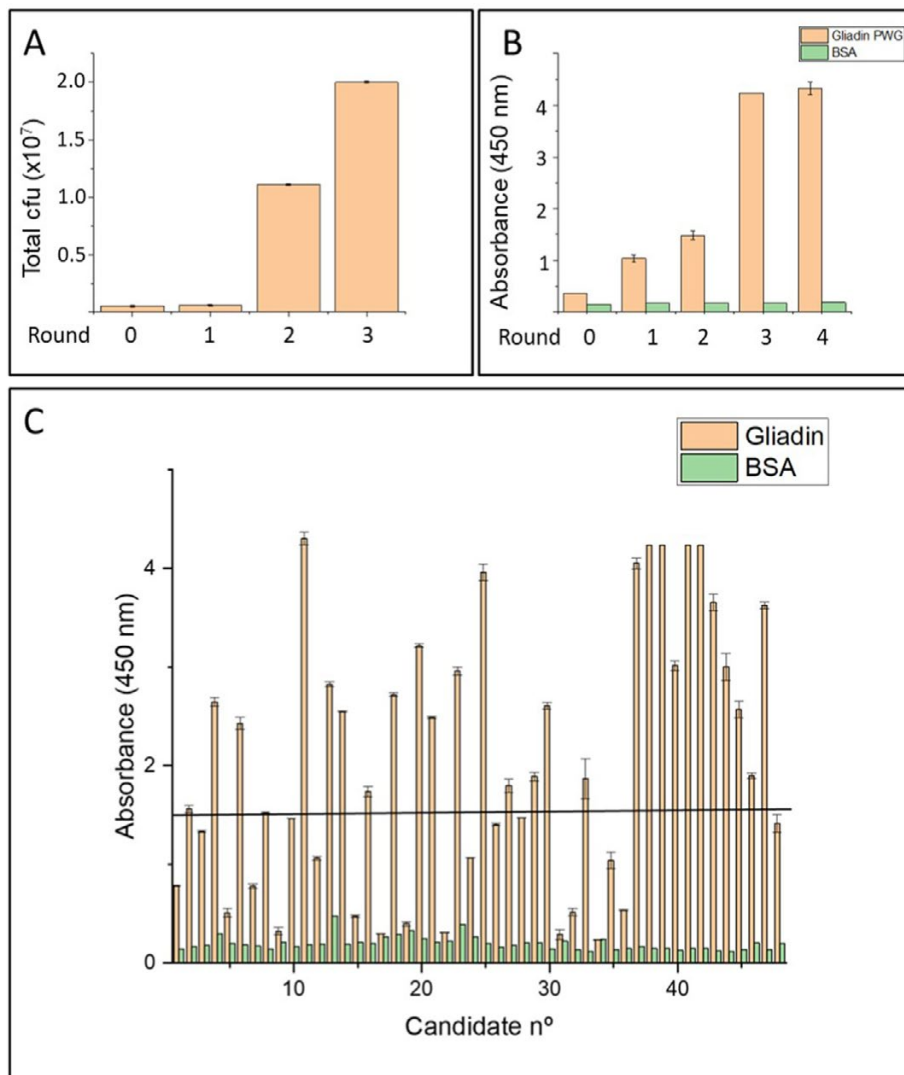 A
Total cfu (x10⁷)
2.0
1.5
1.0
0.5
Round 0 1 2 3
B
Gliadin PWG
BSA
Absorbance (450 nm)
4
3
2
1
Round 0 1 2 3 4
C
Gliadin
BSA
Absorbance (450 nm)
4
2
0
10 20 30 40
Candidate nº